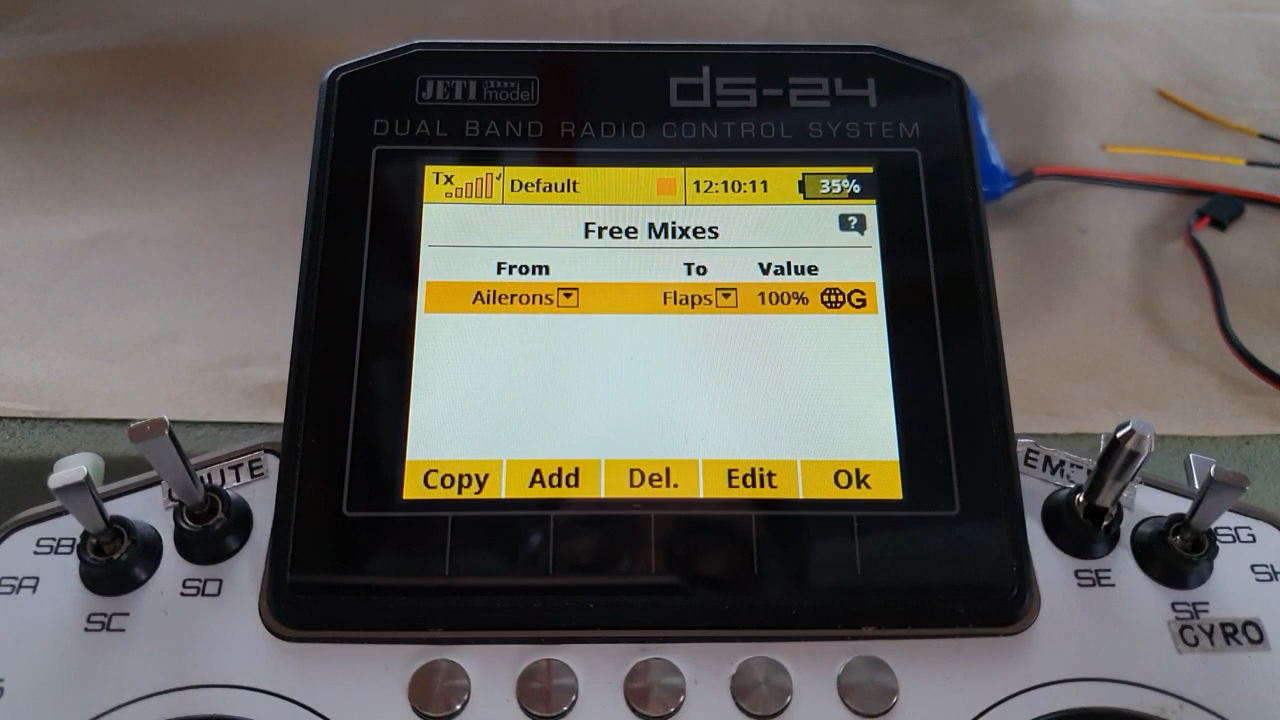 JETI model
ds-24
DUAL BAND RADIO CONTROL SYSTEM
Tx Default 12:10:11 35%
Free Mixes ?
From To Value
Ailerons Flaps 100% G
Copy Add Del. Edit Ok
SB
SA
SC
SD
SE
SG
SF
GYRO